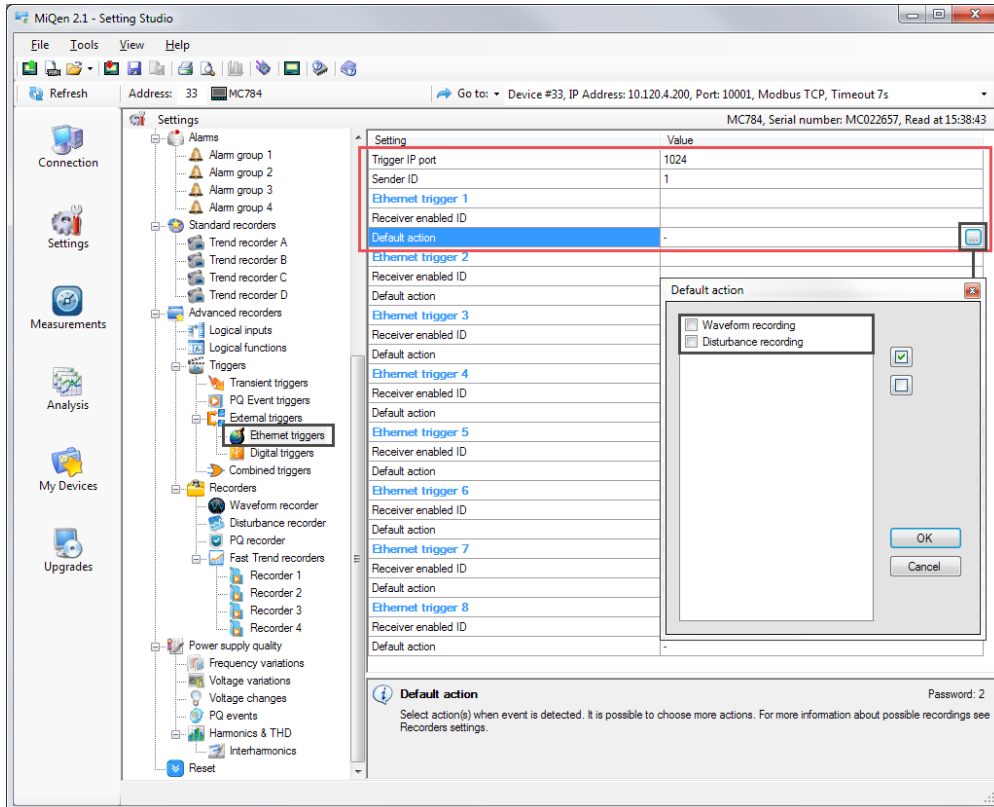 MiQen 2.1 - Setting Studio
File Tools View Help
Refresh
Address: 33 MC784
Go to: Device #33, IP Address: 10.120.4.200, Port: 10001, Modbus TCP, Timeout 7s
Settings
MC784, Serial number: MC022657, Read at 15:38:43
Connection
Settings
Measurements
Analysis
My Devices
Upgrades
Alarms
Alarm group 1
Alarm group 2
Alarm group 3
Alarm group 4
Standard recorders
Trend recorder A
Trend recorder B
Trend recorder C
Trend recorder D
Advanced recorders
Logical inputs
Logical functions
Triggers
Transient triggers
PQ Event triggers
External triggers
Ethernet triggers
Digital triggers
Combined triggers
Recorders
Waveform recorder
Disturbance recorder
PQ recorder
Fast Trend recorders
Recorder 1
Recorder 2
Recorder 3
Recorder 4
Power supply quality
Frequency variations
Voltage variations
Voltage changes
PQ events
Hamonics & THD
Interhamonics
Reset
Setting Value
Trigger IP port 1024
Sender ID 1
Ethernet trigger 1
Receiver enabled ID
Default action - ...
Ethernet trigger 2
Receiver enabled ID
Default action
Ethernet trigger 3
Receiver enabled ID
Default action
Ethernet trigger 4
Receiver enabled ID
Default action
Ethernet trigger 5
Receiver enabled ID
Default action
Ethernet trigger 6
Receiver enabled ID
Default action
Ethernet trigger 7
Receiver enabled ID
Default action
Ethernet trigger 8
Receiver enabled ID
Default action -
Default action
Waveform recording
Disturbance recording
OK
Cancel
Default action
Password: 2
Select action(s) when event is detected. It is possible to choose more actions. For more information about possible recordings see
Recorders settings.